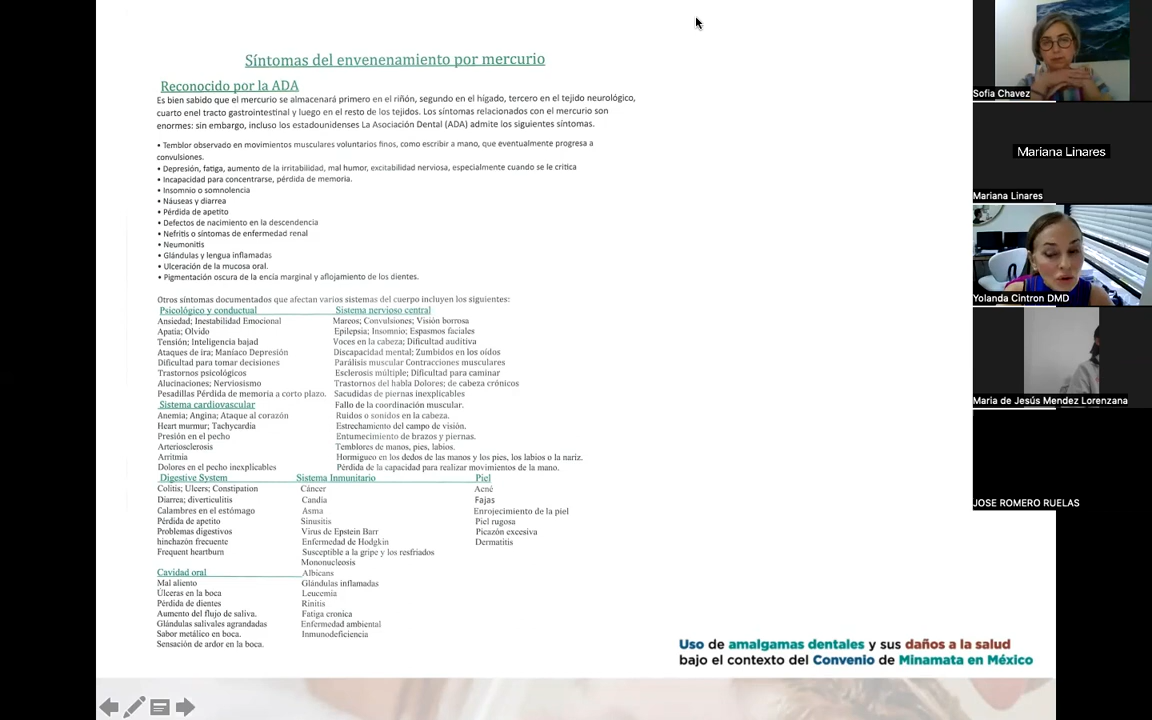 Síntomas del envenenamiento por mercurio
Reconocido por la ADA
Es bien sabido que el mercurio se almacenará primero en el riñón, segundo en el hígado, tercero en el tejido neurológico,
cuarto enel tracto gastrointestinal y luego en el resto de los tejidos. Los síntomas relacionados con el mercurio son
enormes: sin embargo, incluso los estadounidenses La Asociación Dental (ADA) admite los siguientes síntomas.
• Temblor observado en movimientos musculares voluntarios finos, como escribir a mano, que eventualmente progresa a
convulsiones.
• Depresión, fatiga, aumento de la irritabilidad, mal humor, excitabilidad nerviosa, especialmente cuando se le critica
• Incapacidad para concentrarse, pérdida de memoria.
• Insomnio o somnolencia
• Náuseas y diarrea
• Pérdida de apetito
• Defectos de nacimiento en la descendencia
• Nefritis o síntomas de enfermedad renal
• Neumonitis
• Glándulas y lengua inflamadas
• Ulceración de la mucosa oral.
• Pigmentación oscura de la encía marginal y aflojamiento de los dientes.
Otros síntomas documentados que afectan varios sistemas del cuerpo incluyen los siguientes:
Psicológico y conductual
Ansiedad; Inestabilidad Emocional
Apatía; Olvido
Tensión; Inteligencia bajad
Ataques de ira; Maníaco Depresión
Dificultad para tomar decisiones
Trastornos psicológicos
Alucinaciones; Nerviosismo
Pesadillas Pérdida de memoria a corto plazo.
Sistema cardiovascular
Anemia; Angina; Ataque al corazón
Heart murmur; Tachycardia
Presión en el pecho
Arteriosclerosis
Arritmia
Dolores en el pecho inexplicables
Sistema nervioso central
Mareos; Convulsiones; Visión borrosa
Epilepsia; Insomnio; Espasmos faciales
Voces en la cabeza; Dificultad auditiva
Discapacidad mental; Zumbidos en los oídos
Parálisis muscular Contracciones musculares
Esclerosis múltiple; Dificultad para caminar
Trastornos del habla Dolores; de cabeza crónicos
Sacudidas de piernas inexplicables
Fallo de la coordinación muscular.
Ruidos o sonidos en la cabeza.
Estrechamiento del campo de visión.
Entumecimiento de brazos y piernas.
Temblores de manos, pies, labios.
Hormigueo en los dedos de las manos y los pies, los labios o la nariz.
Pérdida de la capacidad para realizar movimientos de la mano.
Digestive System
Colitis; Ulcers; Constipation
Diarrea; diverticulitis
Calambres en el estómago
Pérdida de apetito
Problemas digestivos
hinchazón frecuente
Frequent heartburn
Cavidad oral
Mal aliento
Úlceras en la boca
Pérdida de dientes
Aumento del flujo de saliva.
Glándulas salivales agrandadas
Sabor metálico en boca.
Sensación de ardor en la boca.
Sistema Inmunitario
Cáncer
Candia
Asma
Sinusitis
Virus de Epstein Barr
Enfermedad de Hodgkin
Susceptible a la gripe y los resfriados
Mononucleosis
Albicans
Glándulas inflamadas
Leucemia
Rinitis
Fatiga cronica
Enfermedad ambiental
Inmunodeficiencia
Piel
Acné
Fajas
Enrojecimiento de la piel
Piel rugosa
Picazón excesiva
Dermatitis
Uso de amalgamas dentales y sus daños a la salud
bajo el contexto del Convenio de Minamata en México
Sofia Chavez
Mariana Linares
Mariana Linares
Yolanda Cintron DMD
Maria de Jesús Mendez Lorenzana
JOSE ROMERO RUELAS